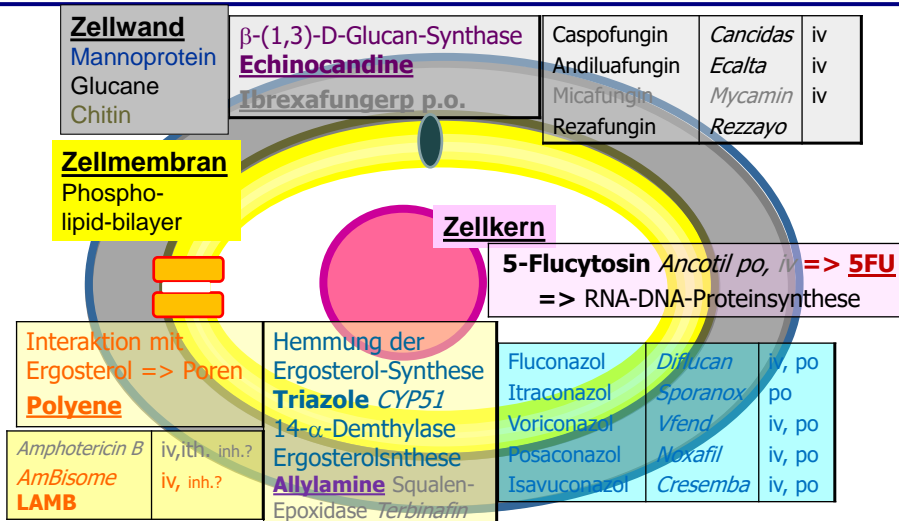 Zellwand
Mannoprotein
Glucane
Chitin
β-(1,3)-D-Glucan-Synthase
Echinocandine
Ibrexafungerp p.o.
Caspofungin Cancidas iv
Andiluafungin Ecalta iv
Micafungin Mycamin iv
Rezafungin Rezzayo
Zellmembran
Phospho-
lipid-bilayer
Zellkern
5-Flucytosin Ancotil po, iv => 5FU
=> RNA-DNA-Proteinsynthese
Interaktion mit
Ergosterol => Poren
Polyene
Amphotericin B iv,ith. inh.?
AmBisome iv, inh.?
LAMB
Hemmung der
Ergosterol-Synthese
Triazole CYP51
14-α-Demthylase
Ergosterolsnthese
Allylamine Squalen-
Epoxidase Terbinafin
Fluconazol Diflucan iv, po
Itraconazol Sporanox po
Voriconazol Vfend iv, po
Posaconazol Noxafil iv, po
Isavuconazol Cresemba iv, po